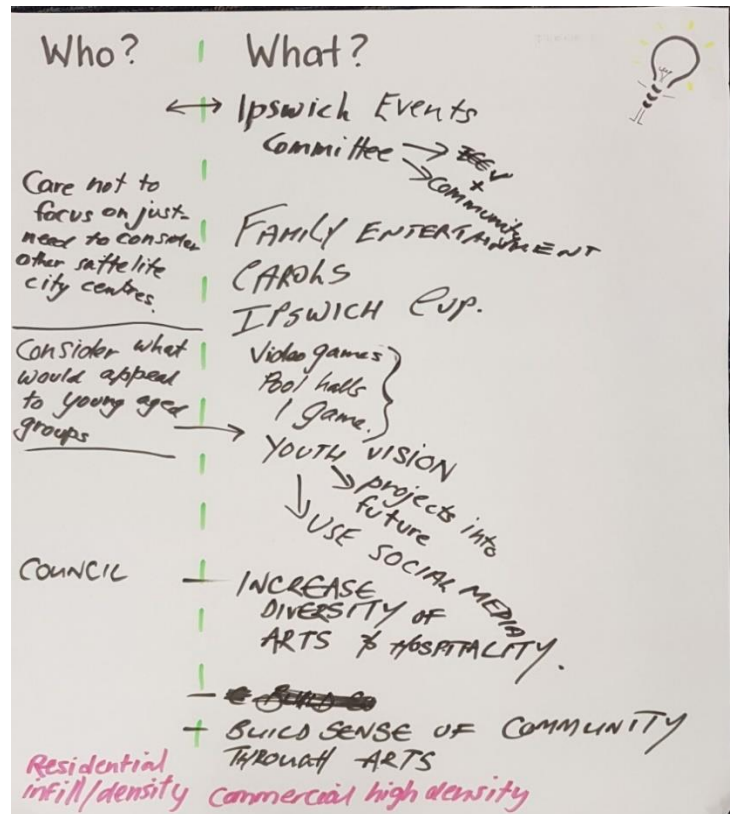 Who?
What?
Ipswich Events
Committee
+
Community
Care not to
focus on just-
need to consider
other sattelite
city centres.
FAMILY ENTERTAINMENT
CAROLS
IPSWICH CUP.
Consider what
would appeal
to young aged
groups
Video games
Pool halls
1 game.
YOUTH VISION
projects into
future
USE SOCIAL MEDIA
COUNCIL
INCREASE
DIVERSITY OF
ARTS & HOSPITALITY.
BUILD SENSE OF COMMUNITY
THROUGH ARTS
Residential
infill/density commercial high density